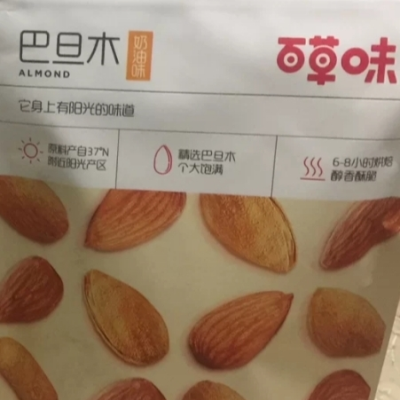 巴旦木 奶油味 百草味
ALMOND
它身上有阳光的味道
原料产自37°N
附近阳光产区
精选巴旦木
个大饱满
6-8小时烘焙
醇香酥脆